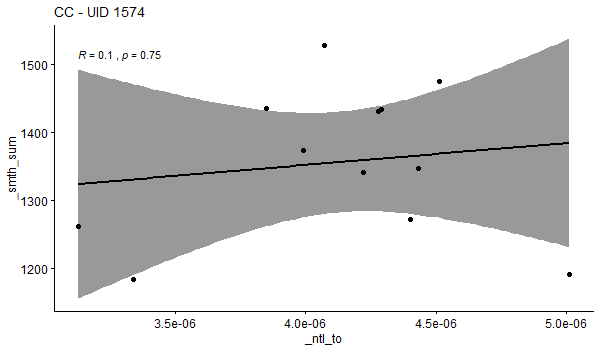 CC - UID 1574
R = 0.1 , p = 0.75
1500
1400
1300
1200
_smth_sum
3.5e-06 4.0e-06 4.5e-06 5.0e-06
_ntl_to